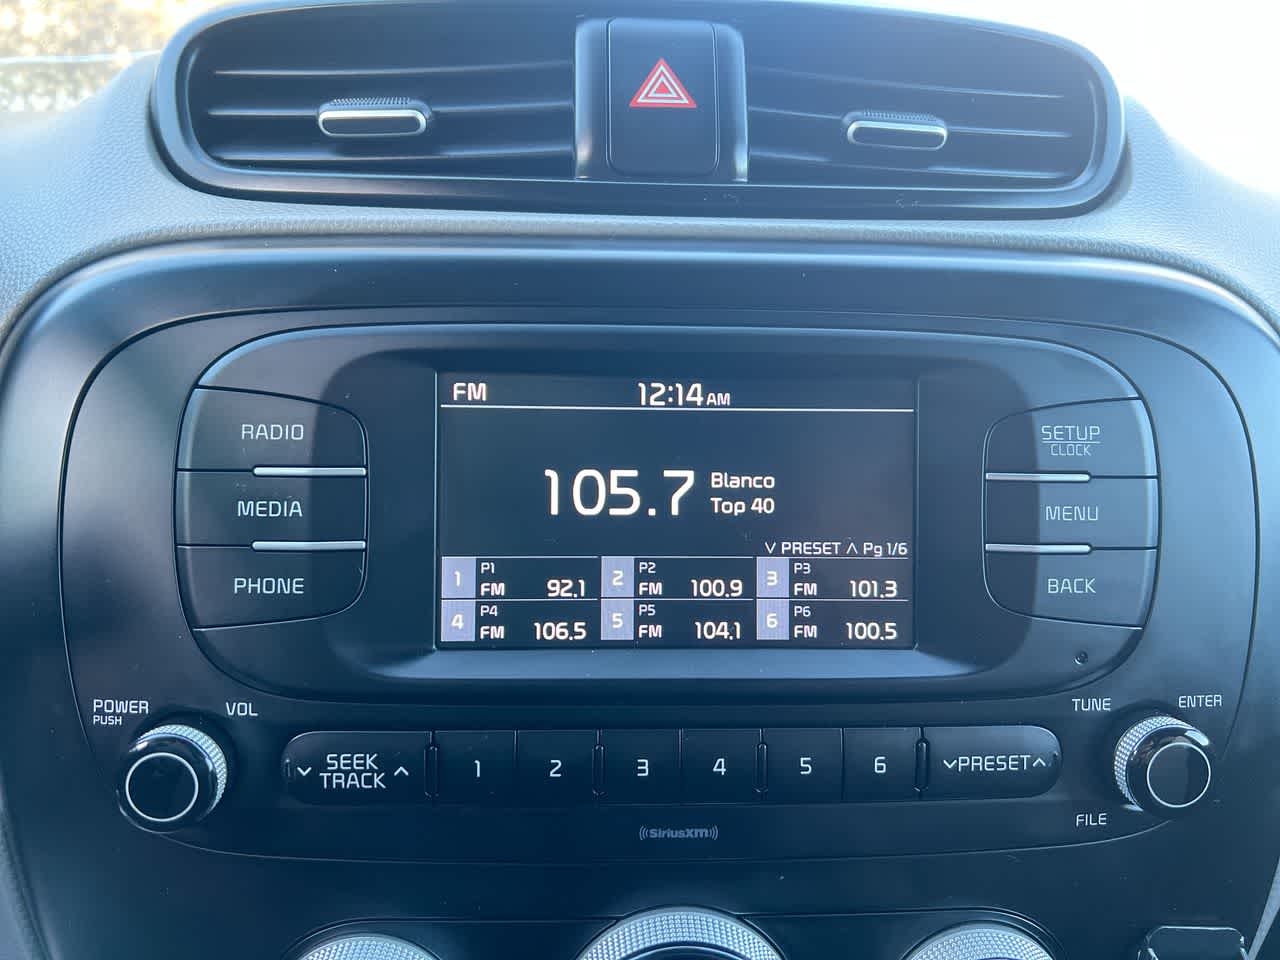 FM 12:14 AM
105.7 Blanco
Top 40
∨ PRESET ∧ Pg 1/6
1 P1 FM 92.1
2 P2 FM 100.9
3 P3 FM 101.3
4 P4 FM 106.5
5 P5 FM 104.1
6 P6 FM 100.5
RADIO
MEDIA
PHONE
SETUP
CLOCK
MENU
BACK
POWER
PUSH
VOL
TUNE
ENTER
∨ SEEK ∧
TRACK
1 2 3 4 5 6
∨PRESET∧
FILE
((SiriusXM))